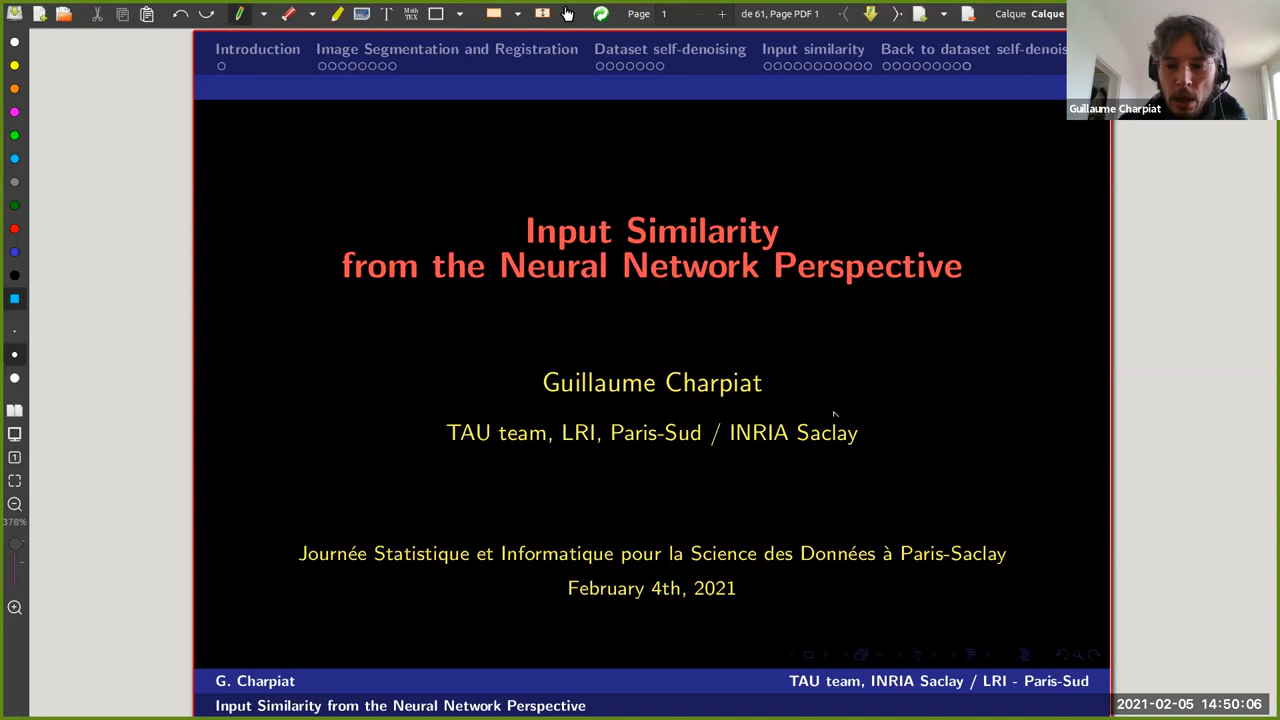 Page 1 de 61, Page PDF 1 Calque Calque
Math
TEX
T
Introduction Image Segmentation and Registration Dataset self-denoising Input similarity Back to dataset self-denois
Guillaume Charpiat
Input Similarity
from the Neural Network Perspective
Guillaume Charpiat
TAU team, LRI, Paris-Sud / INRIA Saclay
1
378%
Journée Statistique et Informatique pour la Science des Données à Paris-Saclay
February 4th, 2021
G. Charpiat TAU team, INRIA Saclay / LRI - Paris-Sud
Input Similarity from the Neural Network Perspective
2021-02-05 14:50:06